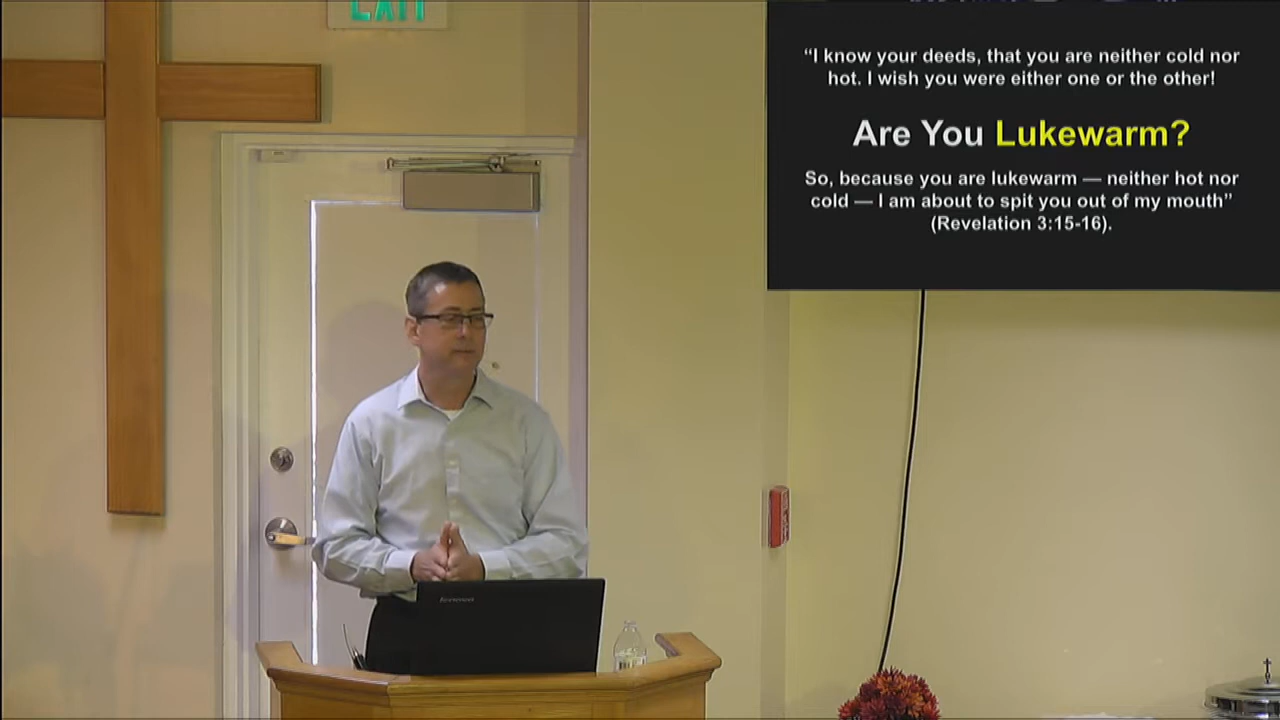 EXIT
“I know your deeds, that you are neither cold nor
hot. I wish you were either one or the other!
Are You Lukewarm?
So, because you are lukewarm — neither hot nor
cold — I am about to spit you out of my mouth”
(Revelation 3:15-16).
lenovo